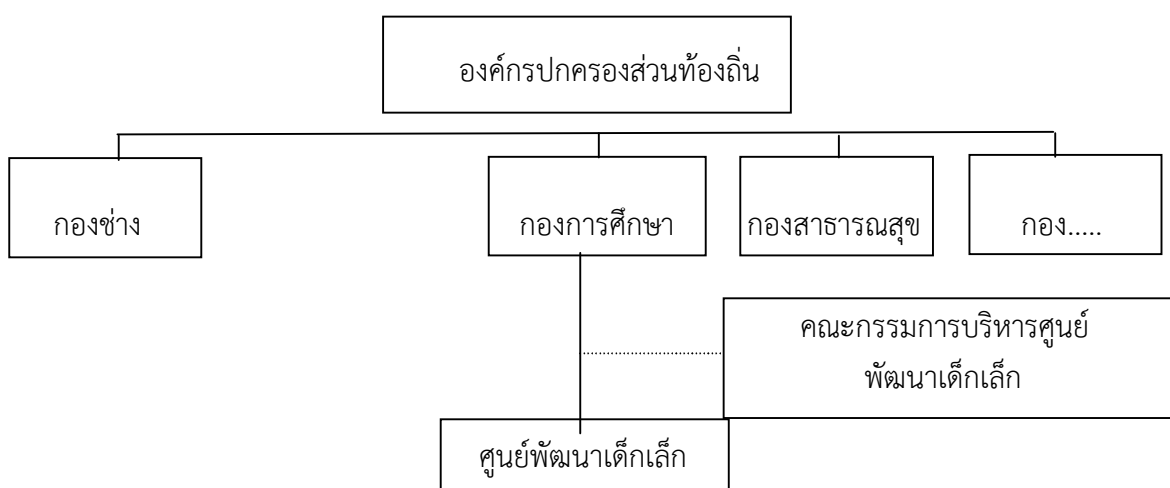 องค์กรปกครองส่วนท้องถิ่น
กองช่าง
กองการศึกษา
กองสาธารณสุข
กอง.....
คณะกรรมการบริหารศูนย์
พัฒนาเด็กเล็ก
ศูนย์พัฒนาเด็กเล็ก